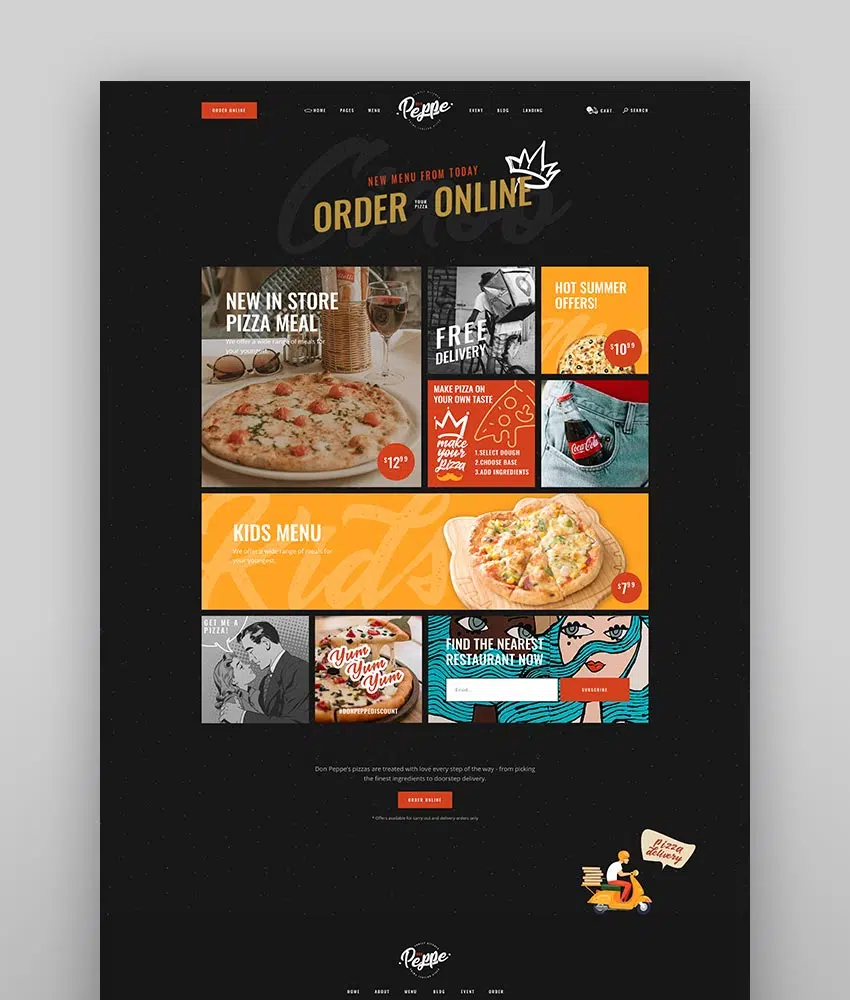 ORDER ONLINE
HOME
PAGES
MENU
Peppe
EVENT
BLOG
LANDING
CART
SEARCH
Ciao
NEW MENU FROM TODAY
ORDER YOUR PIZZA ONLINE
NEW IN STORE
PIZZA MEAL
We offer a wide range of meals for
your youngest.
$12.99
FREE
DELIVERY
HOT SUMMER
OFFERS!
$10.99
MAKE PIZZA ON
YOUR OWN TASTE
make
your
pizza
1.SELECT DOUGH
2.CHOOSE BASE
3.ADD INGREDIENTS
Coca-Cola
Kids
KIDS MENU
We offer a wide range of meals for
your youngest.
$7.99
GET ME A
PIZZA!
Yum
Yum
Yum
#DONPEPPEDISCOUNT
FIND THE NEAREST
RESTAURANT NOW
Email...
SUBSCRIBE
Don Peppe's pizzas are treated with love every step of the way - from picking
the finest ingredients to doorstep delivery.
ORDER ONLINE
* Offers available for carry out and delivery orders only
Pizza
delivery
Peppe
HOME
ABOUT
MENU
BLOG
EVENT
ORDER